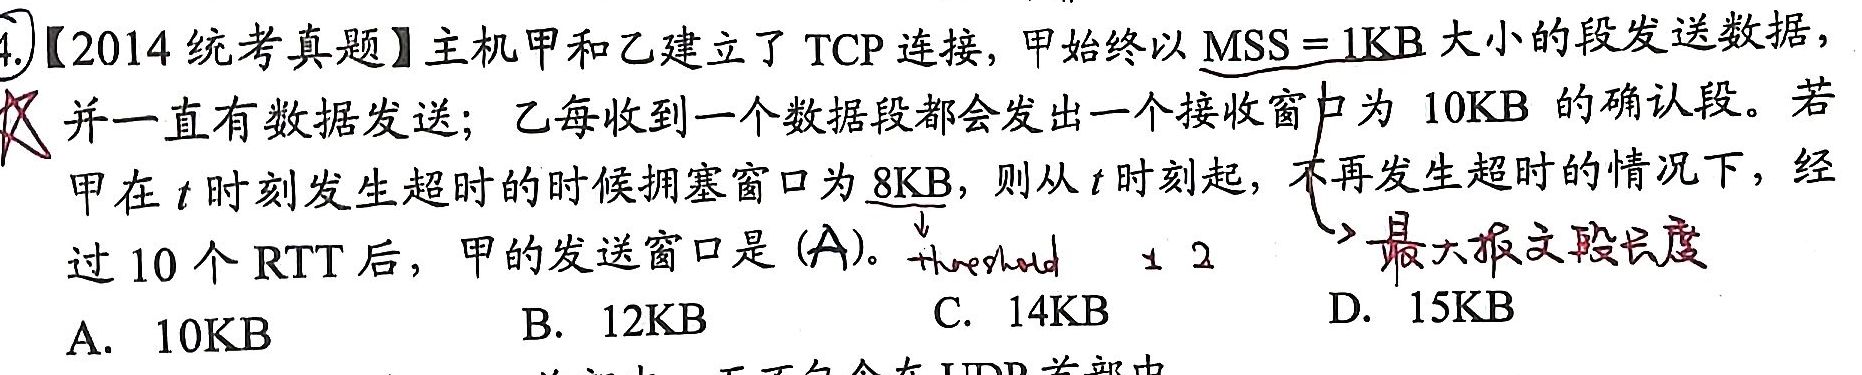 4.【2014 统考真题】主机甲和乙建立了 TCP 连接，甲始终以 MSS = 1KB 大小的段发送数据，
并一直有数据发送；乙每收到一个数据段都会发出一个接收窗口为 10KB 的确认段。若
甲在 t 时刻发生超时的时候拥塞窗口为 8KB，则从 t 时刻起，不再发生超时的情况下，经
过 10 个 RTT 后，甲的发送窗口是（A）。
threshold 1 2 最大报文段长度
A. 10KB B. 12KB C. 14KB D. 15KB